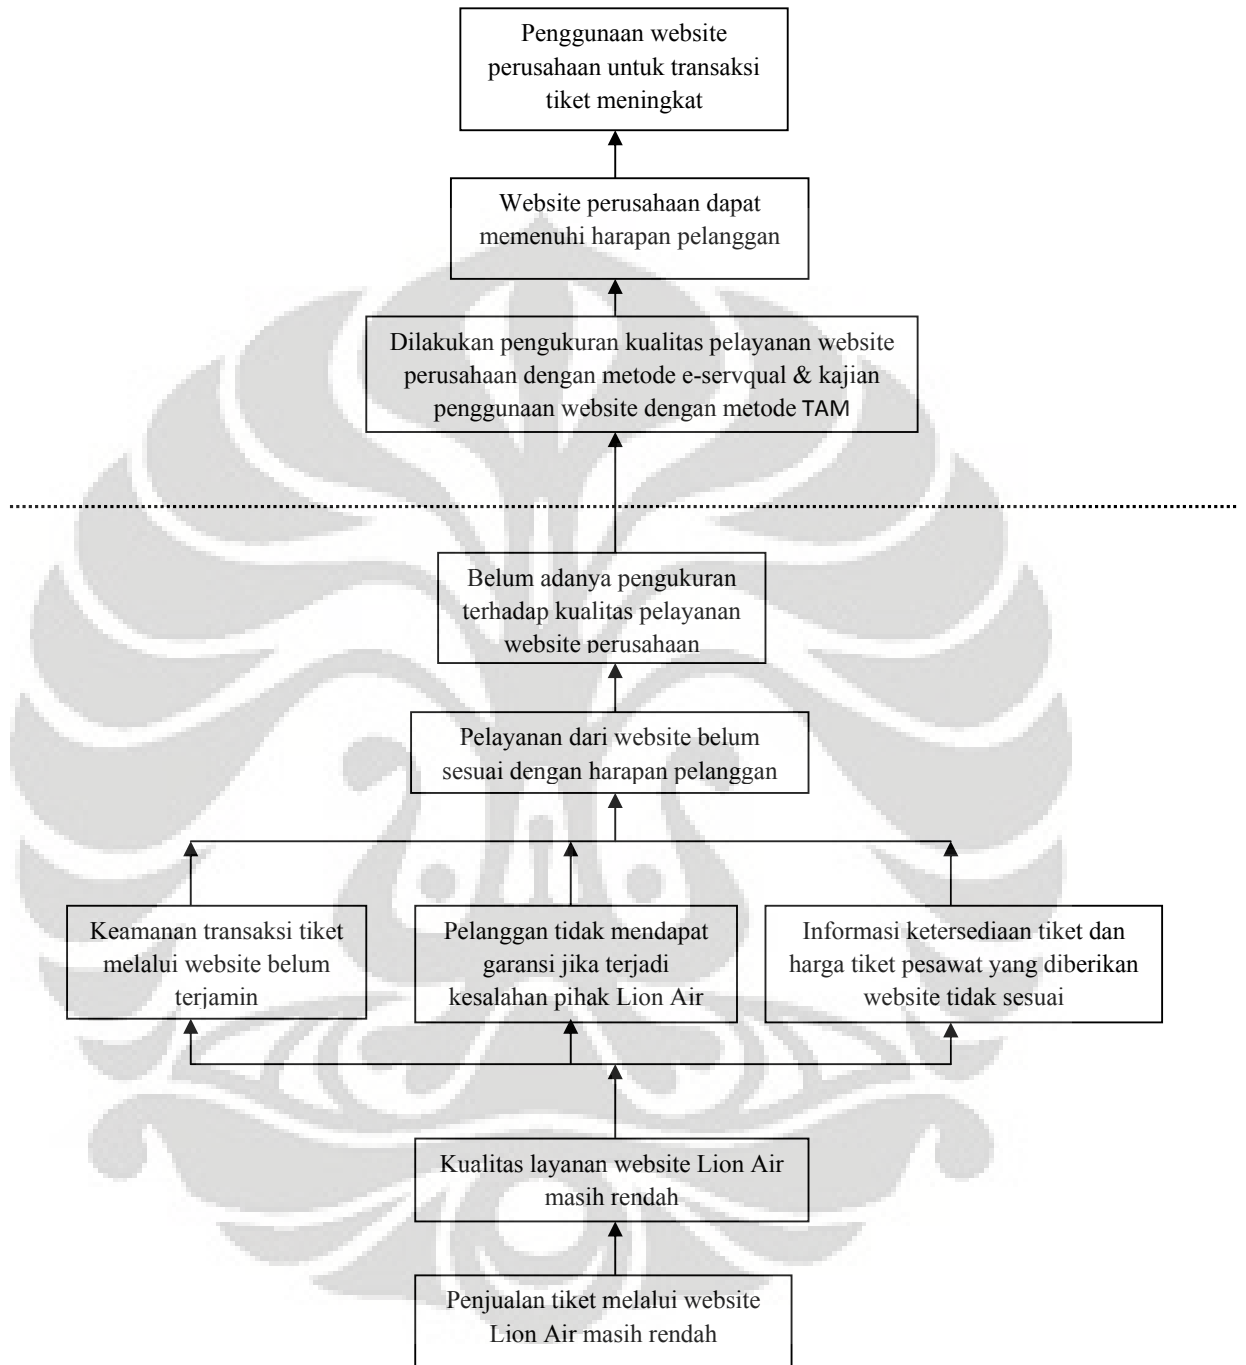 Penggunaan website
perusahaan untuk transaksi
tiket meningkat
Website perusahaan dapat
memenuhi harapan pelanggan
Dilakukan pengukuran kualitas pelayanan website
perusahaan dengan metode e-servqual & kajian
penggunaan website dengan metode TAM
Belum adanya pengukuran
terhadap kualitas pelayanan
website perusahaan
Pelayanan dari website belum
sesuai dengan harapan pelanggan
Keamanan transaksi tiket
melalui website belum
terjamin
Pelanggan tidak mendapat
garansi jika terjadi
kesalahan pihak Lion Air
Informasi ketersediaan tiket dan
harga tiket pesawat yang diberikan
website tidak sesuai
Kualitas layanan website Lion Air
masih rendah
Penjualan tiket melalui website
Lion Air masih rendah